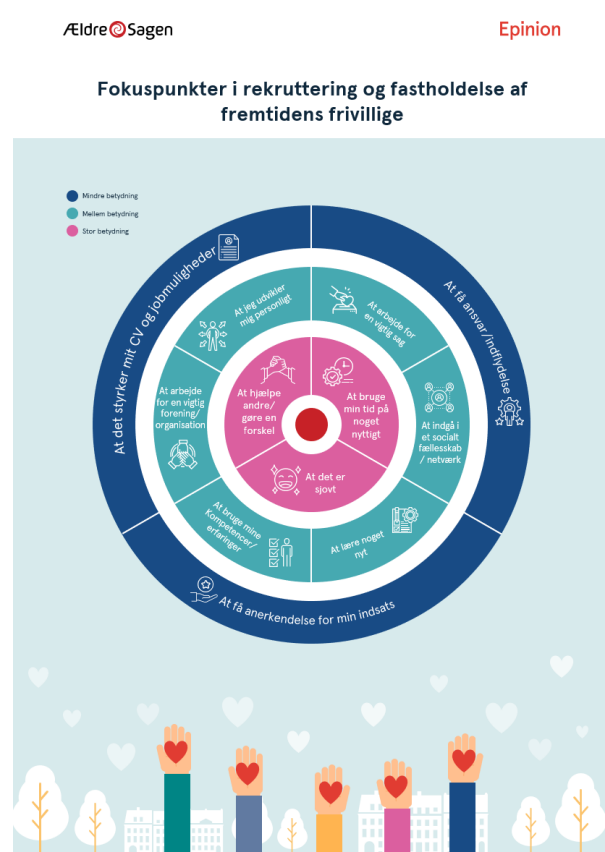 ÆldreSagen
Epinion
Fokuspunkter i rekruttering og fastholdelse af
fremtidens frivillige
Mindre betydning
Mellem betydning
Stor betydning
At det styrker mit CV og jobmuligheder
At få ansvar/indflydelse
At få anerkendelse for min indsats
At jeg udvikler
mig personligt
At arbejde for
en vigtig sag
At arbejde
for en vigtig
forening/
organisation
At indgå i
et socialt
fællesskab
/ netværk
At bruge mine
Kompetencer/
erfaringer
At lære noget
nyt
At hjælpe
andre/
gøre en
forskel
At bruge
min tid på
noget
nyttigt
At det er
sjovt